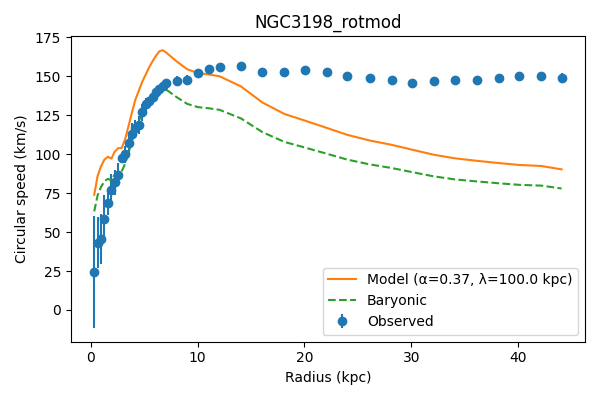 NGC3198_rotmod
Circular speed (km/s)
175
150
125
100
75
50
25
0
0
10
20
30
40
Radius (kpc)
Model (α=0.37, λ=100.0 kpc)
Baryonic
Observed